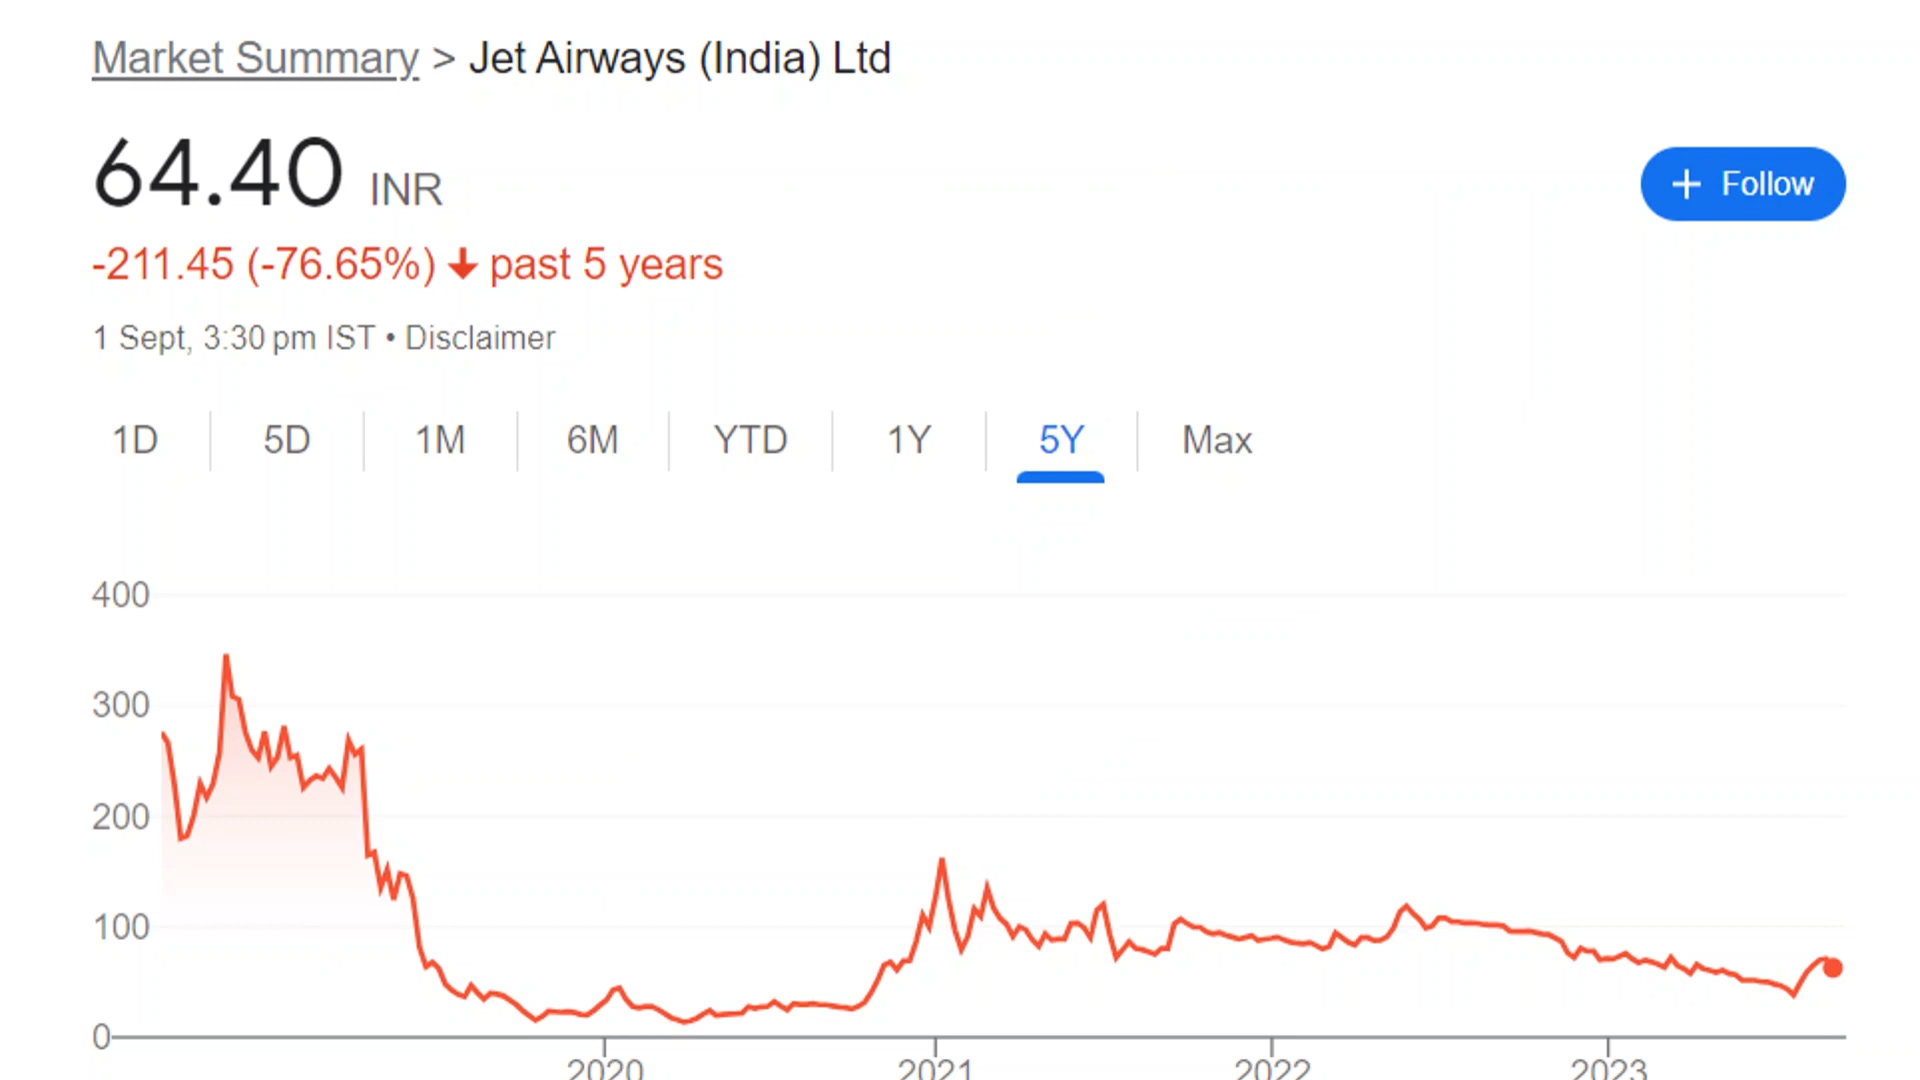 Market Summary > Jet Airways (India) Ltd
64.40 INR
+ Follow
-211.45 (-76.65%) ↓ past 5 years
1 Sept, 3:30 pm IST • Disclaimer
1D 5D 1M 6M YTD 1Y 5Y Max
400
300
200
100
0
2020 2021 2022 2023